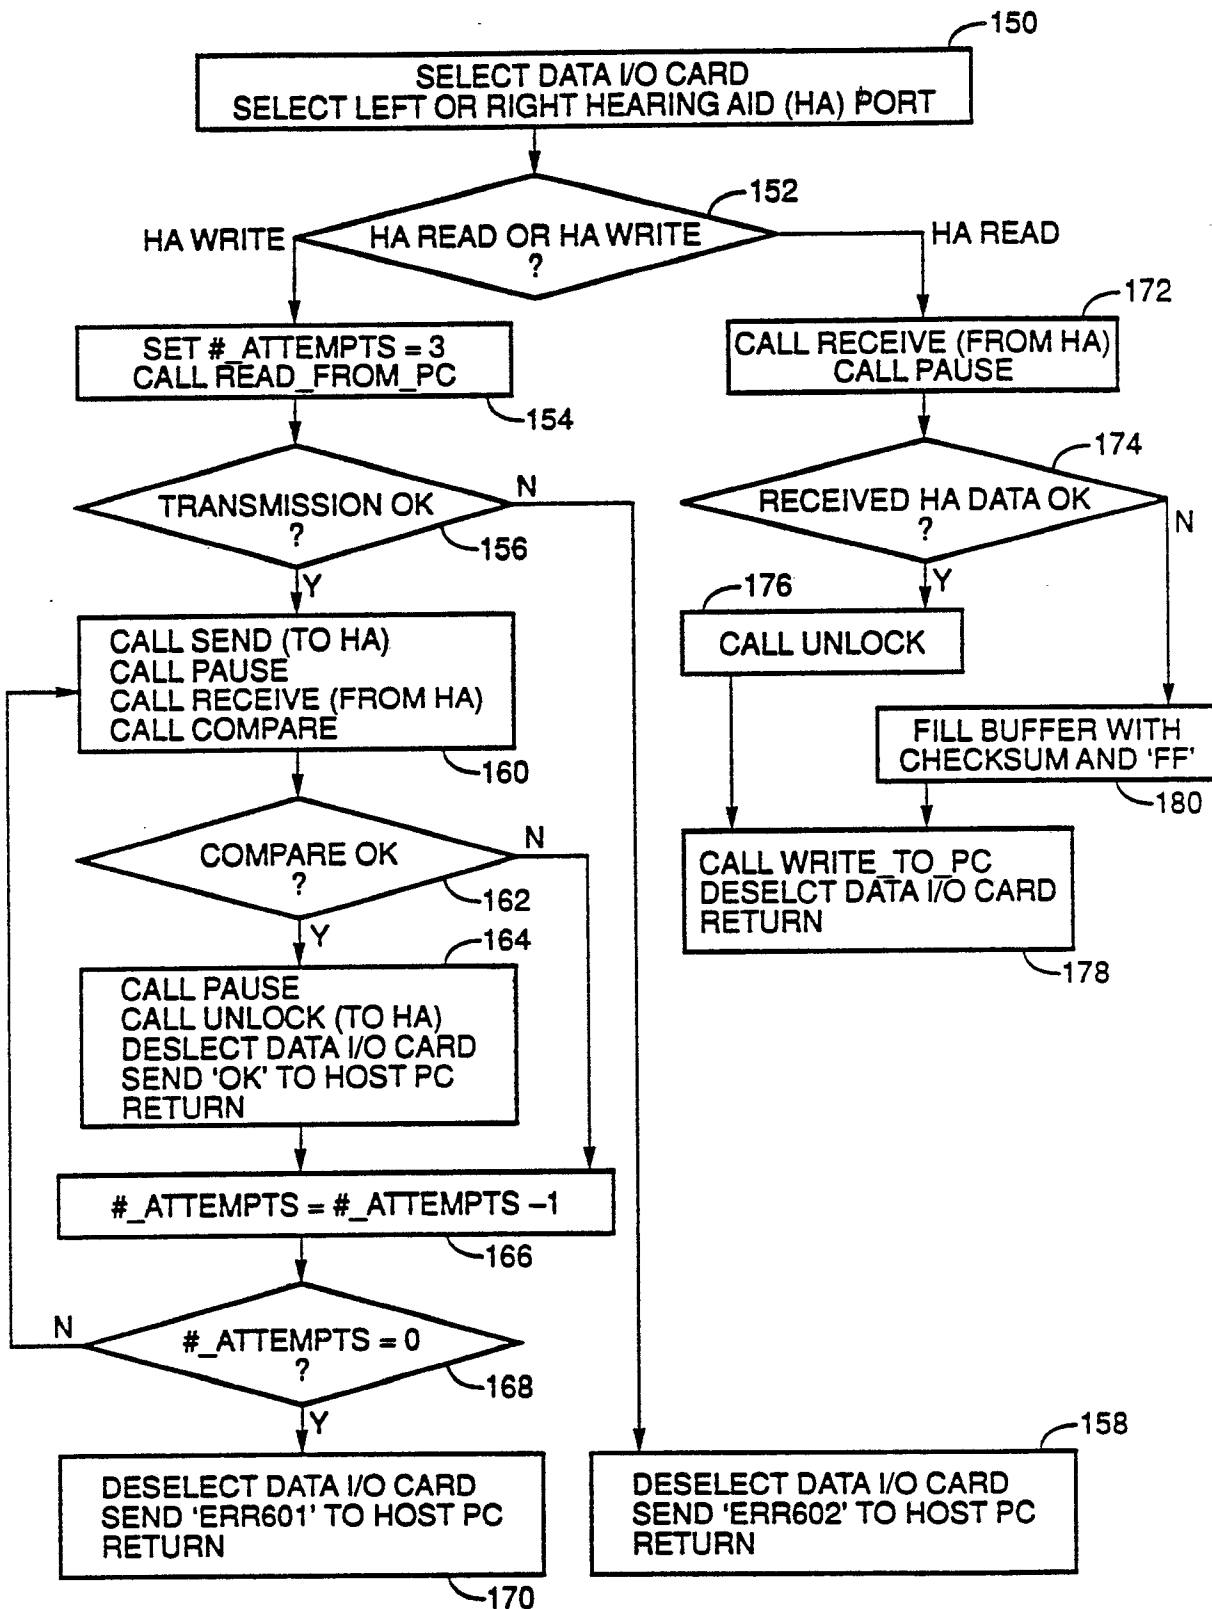 150
SELECT DATA I/O CARD
SELECT LEFT OR RIGHT HEARING AID (HA) PORT
152
HA WRITE
HA READ OR HA WRITE
?
HA READ
SET #_ATTEMPTS = 3
CALL READ_FROM_PC
154
TRANSMISSION OK
?
N
156
Y
CALL SEND (TO HA)
CALL PAUSE
CALL RECEIVE (FROM HA)
CALL COMPARE
160
COMPARE OK
?
N
162
Y
164
CALL PAUSE
CALL UNLOCK (TO HA)
DESLECT DATA I/O CARD
SEND 'OK' TO HOST PC
RETURN
#_ATTEMPTS = #_ATTEMPTS –1
166
N
#_ATTEMPTS = 0
?
168
Y
DESELECT DATA I/O CARD
SEND 'ERR601' TO HOST PC
RETURN
170
158
DESELECT DATA I/O CARD
SEND 'ERR602' TO HOST PC
RETURN
172
CALL RECEIVE (FROM HA)
CALL PAUSE
174
RECEIVED HA DATA OK
?
N
Y
176
CALL UNLOCK
FILL BUFFER WITH
CHECKSUM AND 'FF'
180
CALL WRITE_TO_PC
DESELCT DATA I/O CARD
RETURN
178